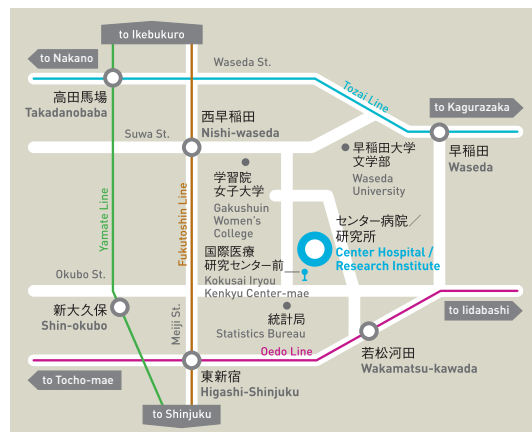 to Ikebukuro
to Nakano
Waseda St.
Tozai Line
高田馬場
Takadanobaba
to Kagurazaka
西早稲田
Nishi-waseda
Suwa St.
早稲田大学
文学部
Waseda
University
早稲田
Waseda
学習院
女子大学
Gakushuin
Women's
College
Yamate Line
Fukutoshin Line
センター病院／
研究所
Center Hospital /
Research Institute
国際医療
研究センター前
Kokusai Iryou
Kenkyu Center-mae
Okubo St.
新大久保
Shin-okubo
Meiji St.
統計局
Statistics Bureau
to Iidabashi
Oedo Line
若松河田
Wakamatsu-kawada
to Tocho-mae
東新宿
Higashi-Shinjuku
to Shinjuku